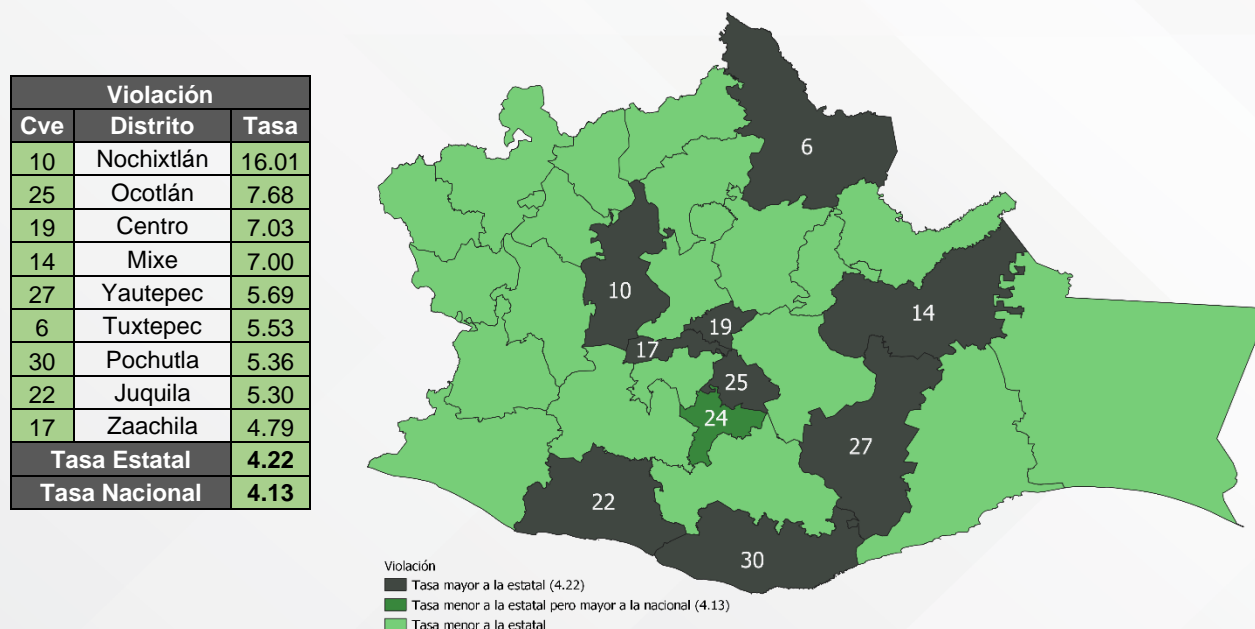 Violación
Cve Distrito Tasa
10 Nochixtlán 16.01
25 Ocotlán 7.68
19 Centro 7.03
14 Mixe 7.00
27 Yautepec 5.69
6 Tuxtepec 5.53
30 Pochutla 5.36
22 Juquila 5.30
17 Zaachila 4.79
Tasa Estatal 4.22
Tasa Nacional 4.13
6
10
14
19
17
25
24
27
22
30
Violación
Tasa mayor a la estatal (4.22)
Tasa menor a la estatal pero mayor a la nacional (4.13)
Tasa menor a la estatal